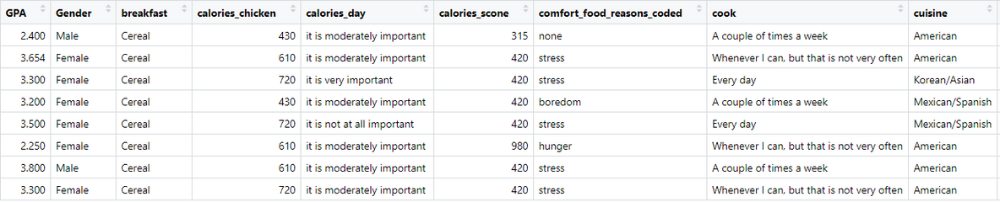 GPA Gender breakfast calories_chicken calories_day calories_scone comfort_food_reasons_coded cook cuisine
2.400 Male Cereal 430 it is moderately important 315 none A couple of times a week American
3.654 Female Cereal 610 it is moderately important 420 stress Whenever I can, but that is not very often American
3.300 Female Cereal 720 it is very important 420 stress Every day Korean/Asian
3.200 Female Cereal 430 it is moderately important 420 boredom A couple of times a week Mexican/Spanish
3.500 Female Cereal 720 it is not at all important 420 stress Every day Mexican/Spanish
2.250 Female Cereal 610 it is moderately important 980 hunger Whenever I can, but that is not very often American
3.800 Male Cereal 610 it is moderately important 420 stress A couple of times a week American
3.300 Female Cereal 720 it is moderately important 420 stress Whenever I can, but that is not very often American